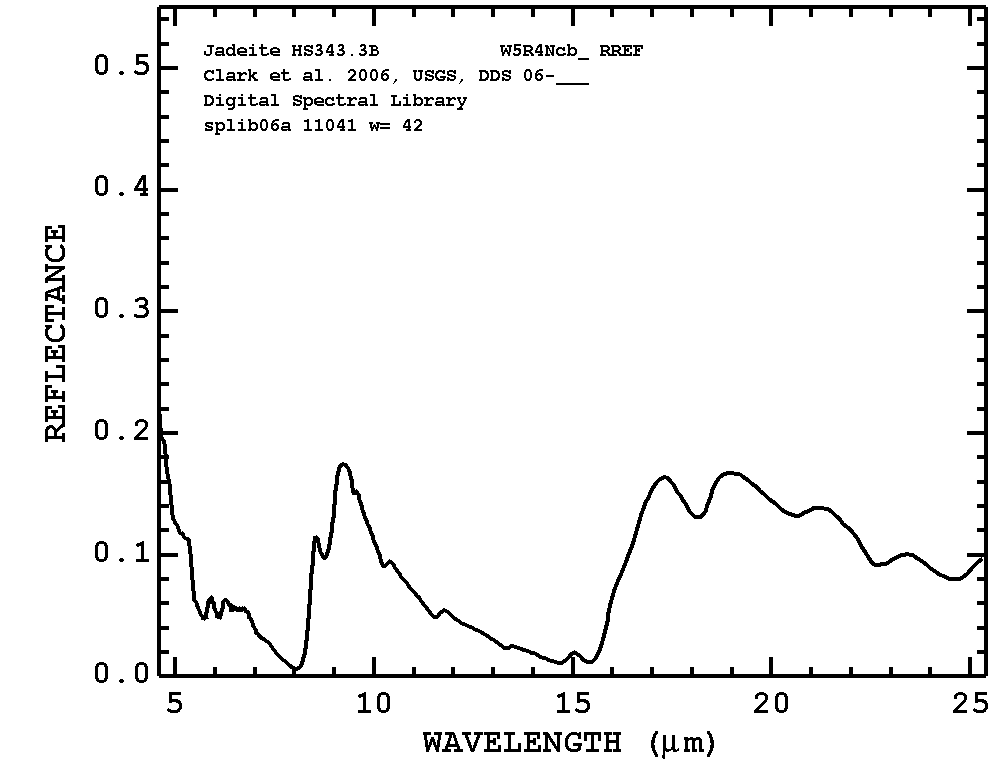 Jadeite HS343.3B W5R4Ncb_ RREF
Clark et al. 2006, USGS, DDS 06-___
Digital Spectral Library
splib06a 11041 w= 42
REFLECTANCE
0.5
0.4
0.3
0.2
0.1
0.0
5 10 15 20 25
WAVELENGTH (μm)